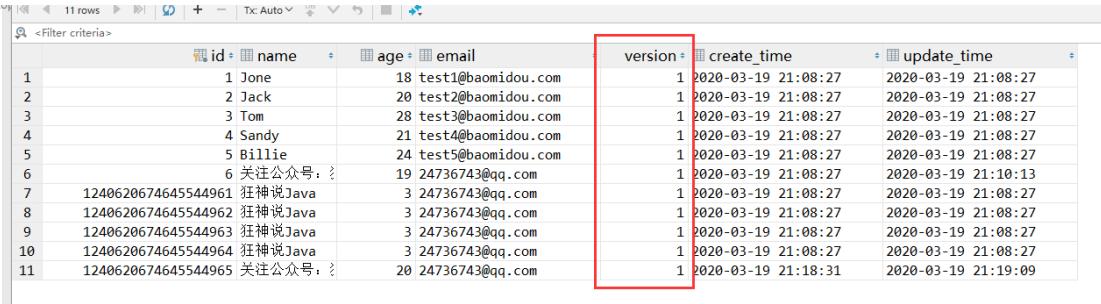 11 rows Tx: Auto
<Filter criteria>
id name age email version create_time update_time
1 1 Jone 18 test1@baomidou.com 1 2020-03-19 21:08:27 2020-03-19 21:08:27
2 2 Jack 20 test2@baomidou.com 1 2020-03-19 21:08:27 2020-03-19 21:08:27
3 3 Tom 28 test3@baomidou.com 1 2020-03-19 21:08:27 2020-03-19 21:08:27
4 4 Sandy 21 test4@baomidou.com 1 2020-03-19 21:08:27 2020-03-19 21:08:27
5 5 Billie 24 test5@baomidou.com 1 2020-03-19 21:08:27 2020-03-19 21:08:27
6 6 关注公众号: 19 24736743@qq.com 1 2020-03-19 21:08:27 2020-03-19 21:10:13
7 1240620674645544961 狂神说Java 3 24736743@qq.com 1 2020-03-19 21:08:27 2020-03-19 21:08:27
8 1240620674645544962 狂神说Java 3 24736743@qq.com 1 2020-03-19 21:08:27 2020-03-19 21:08:27
9 1240620674645544963 狂神说Java 3 24736743@qq.com 1 2020-03-19 21:08:27 2020-03-19 21:08:27
10 1240620674645544964 狂神说Java 3 24736743@qq.com 1 2020-03-19 21:08:27 2020-03-19 21:08:27
11 1240620674645544965 关注公众号: 20 24736743@qq.com 1 2020-03-19 21:18:31 2020-03-19 21:19:09